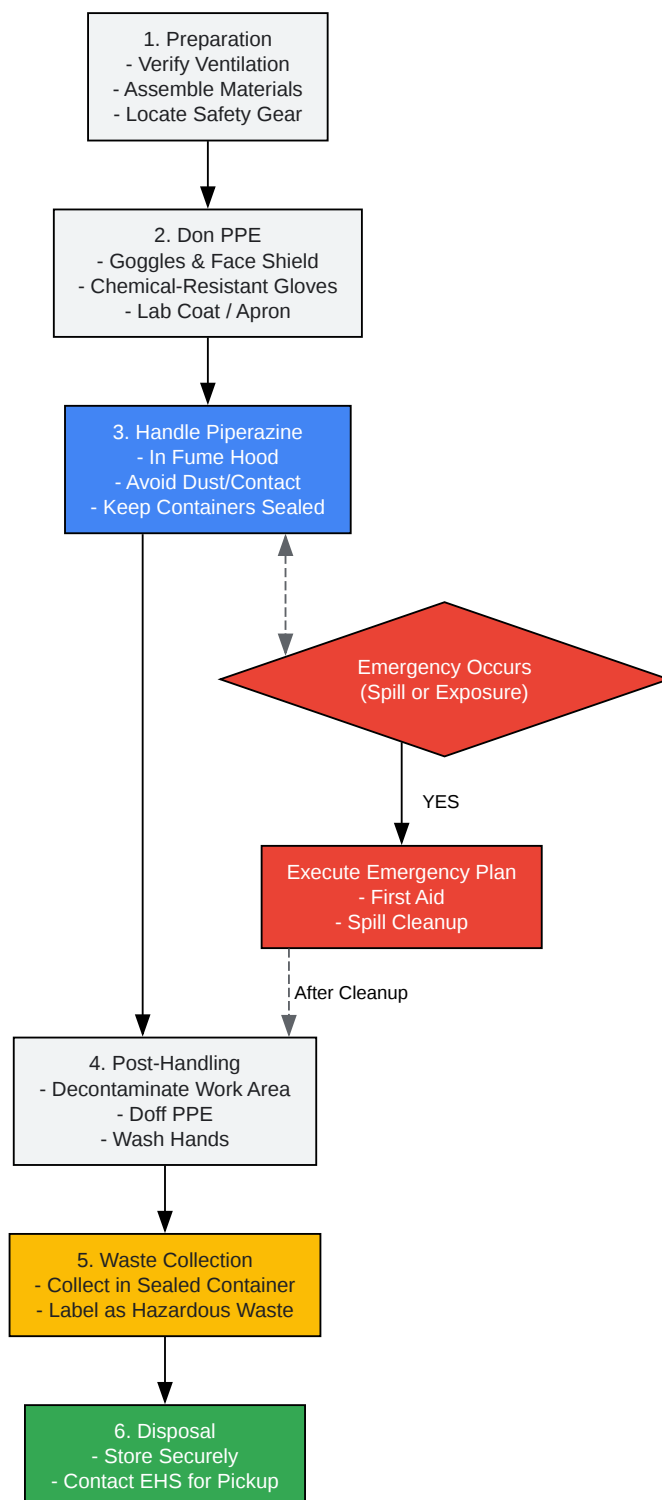 1. Preparation
- Verify Ventilation
- Assemble Materials
- Locate Safety Gear
2. Don PPE
- Goggles & Face Shield
- Chemical-Resistant Gloves
- Lab Coat / Apron
3. Handle Piperazine
- In Fume Hood
- Avoid Dust/Contact
- Keep Containers Sealed
Emergency Occurs
(Spill or Exposure)
YES
Execute Emergency Plan
- First Aid
- Spill Cleanup
After Cleanup
4. Post-Handling
- Decontaminate Work Area
- Doff PPE
- Wash Hands
5. Waste Collection
- Collect in Sealed Container
- Label as Hazardous Waste
6. Disposal
- Store Securely
- Contact EHS for Pickup